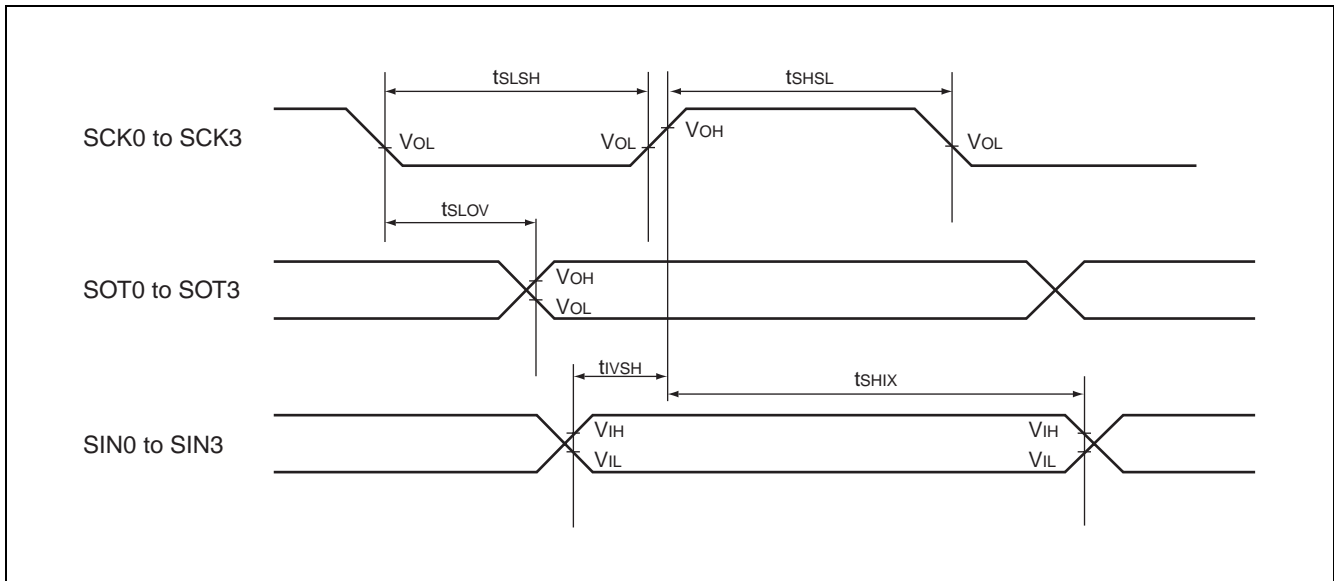 tSLSH tSHSL
SCK0 to SCK3 VOL VOL VOH VOL
tSLOV
SOT0 to SOT3 VOH
VOL
tIVSH tSHIX
SIN0 to SIN3 VIH VIH
VIL VIL